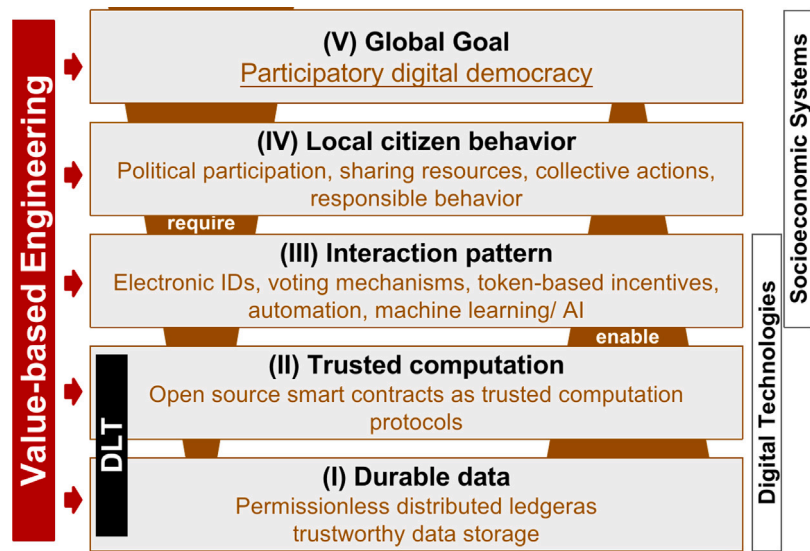 Value-based Engineering
(V) Global Goal
Participatory digital democracy
(IV) Local citizen behavior
Political participation, sharing resources, collective actions,
responsible behavior
require
(III) Interaction pattern
Electronic IDs, voting mechanisms, token-based incentives,
automation, machine learning/ AI
enable
(II) Trusted computation
Open source smart contracts as trusted computation
protocols
DLT
(I) Durable data
Permissionless distributed ledgeras
trustworthy data storage
Digital Technologies
Socioeconomic Systems